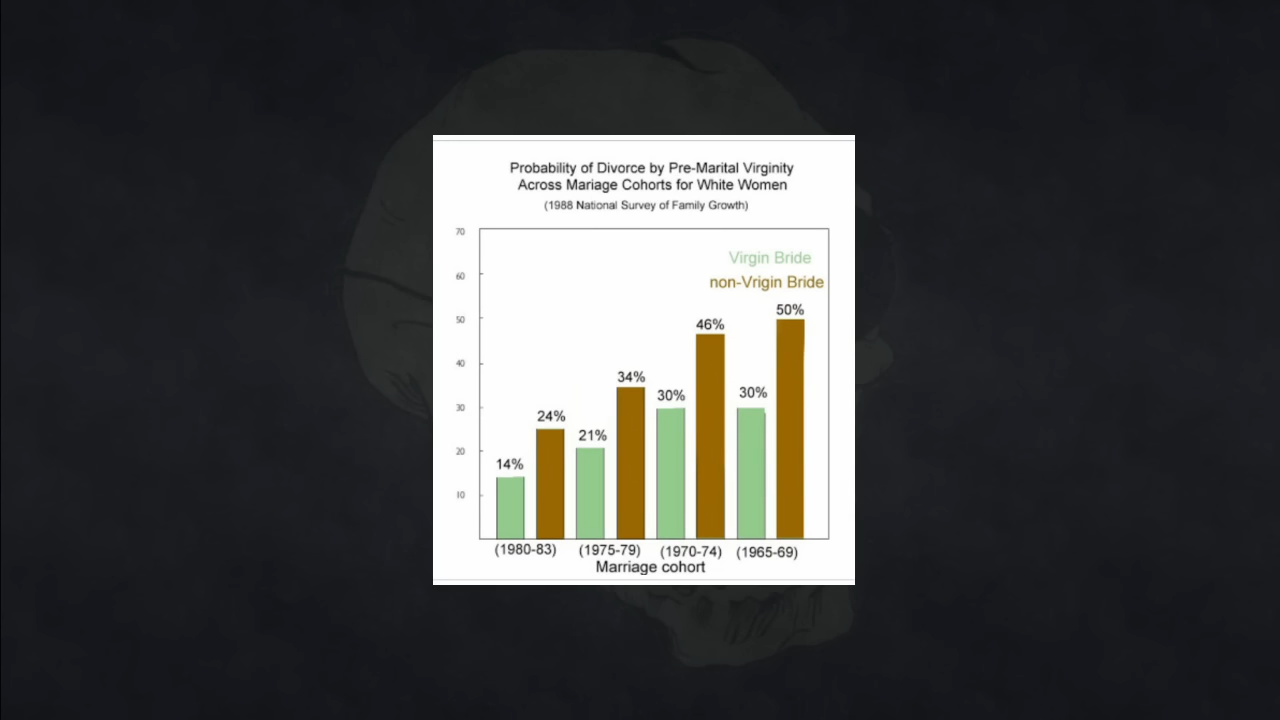 Probability of Divorce by Pre-Marital Virginity
Across Mariage Cohorts for White Women
(1988 National Survey of Family Growth)
70
60
50
40
30
20
10
Virgin Bride
non-Vrigin Bride
14%
24%
21%
34%
30%
46%
30%
50%
(1980-83) (1975-79) (1970-74) (1965-69)
Marriage cohort